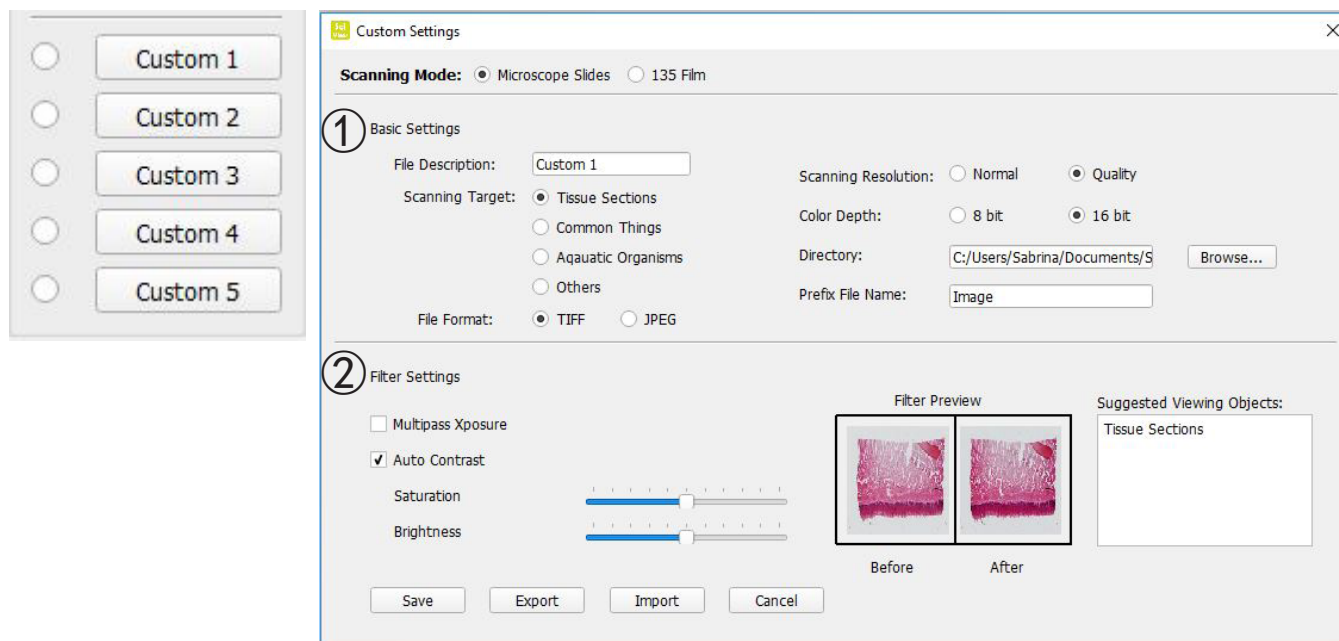 Custom 1
Custom 2
Custom 3
Custom 4
Custom 5
Sci
View
Custom Settings
Scanning Mode: Microscope Slides 135 Film
① Basic Settings
File Description: Custom 1
Scanning Target: Tissue Sections
Common Things
Aqauatic Organisms
Others
File Format: TIFF JPEG
Scanning Resolution: Normal Quality
Color Depth: 8 bit 16 bit
Directory: C:/Users/Sabrina/Documents/S Browse...
Prefix File Name: Image
② Filter Settings
Multipass Xposure
Auto Contrast
Saturation
Brightness
Filter Preview
Before After
Suggested Viewing Objects:
Tissue Sections
Save Export Import Cancel